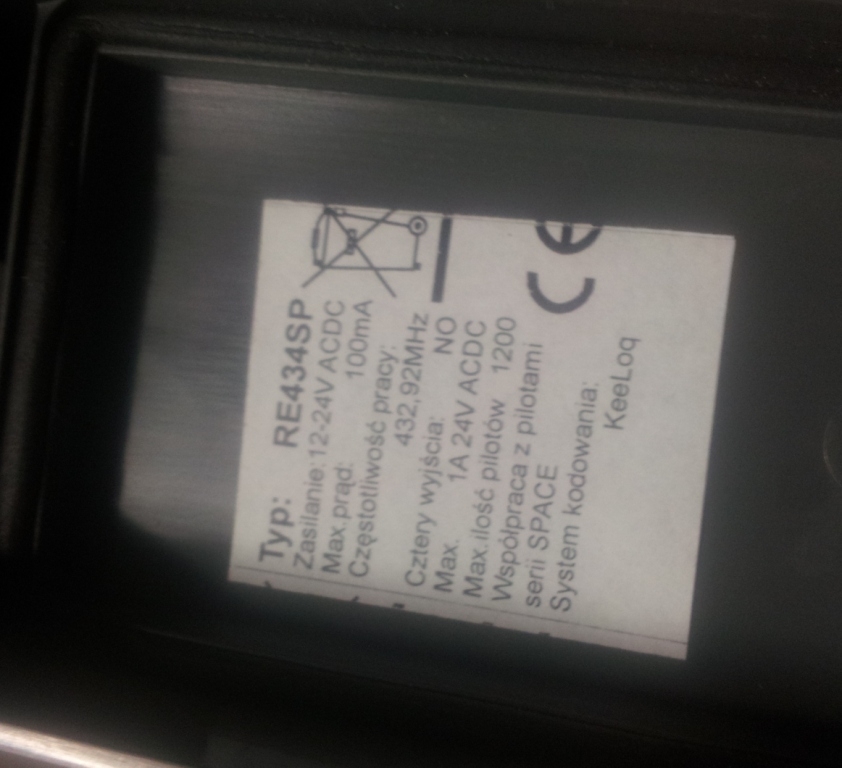 Typ: RE434SP
Zasilanie:12-24V ACDC
Max.prąd: 100mA
Częstotliwość pracy:
432,92MHz
Cztery wyjścia: NO
Max. 1A 24V ACDC
Max.ilość pilotów 1200
Współpraca z pilotami
serii SPACE
System kodowania:
KeeLoq
CE